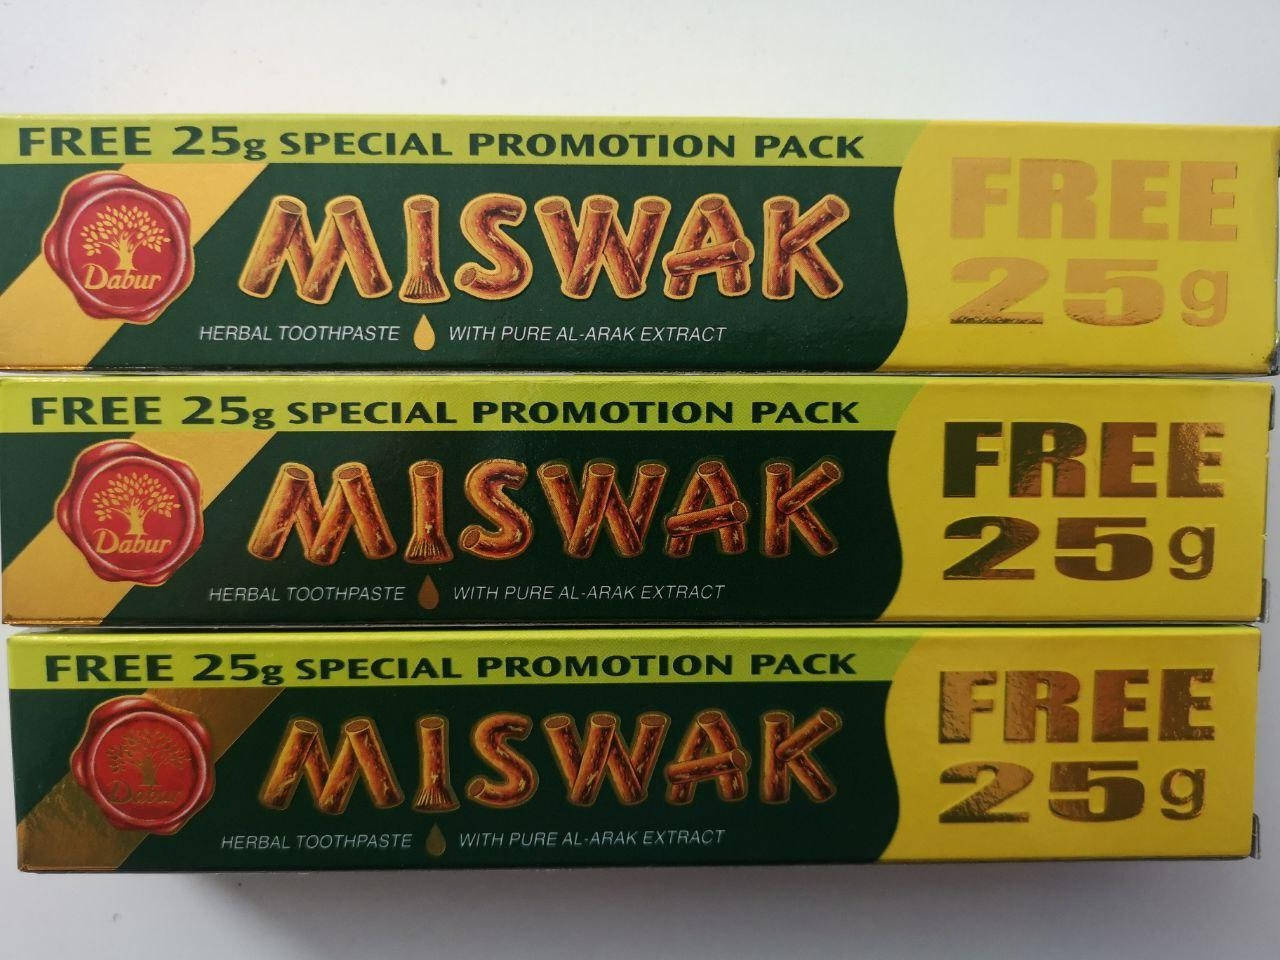 FREE 25g SPECIAL PROMOTION PACK
Dabur
MISWAK
HERBAL TOOTHPASTE WITH PURE AL-ARAK EXTRACT
FREE
25g
FREE 25g SPECIAL PROMOTION PACK
Dabur
MISWAK
HERBAL TOOTHPASTE WITH PURE AL-ARAK EXTRACT
FREE
25g
FREE 25g SPECIAL PROMOTION PACK
Dabur
MISWAK
HERBAL TOOTHPASTE WITH PURE AL-ARAK EXTRACT
FREE
25g